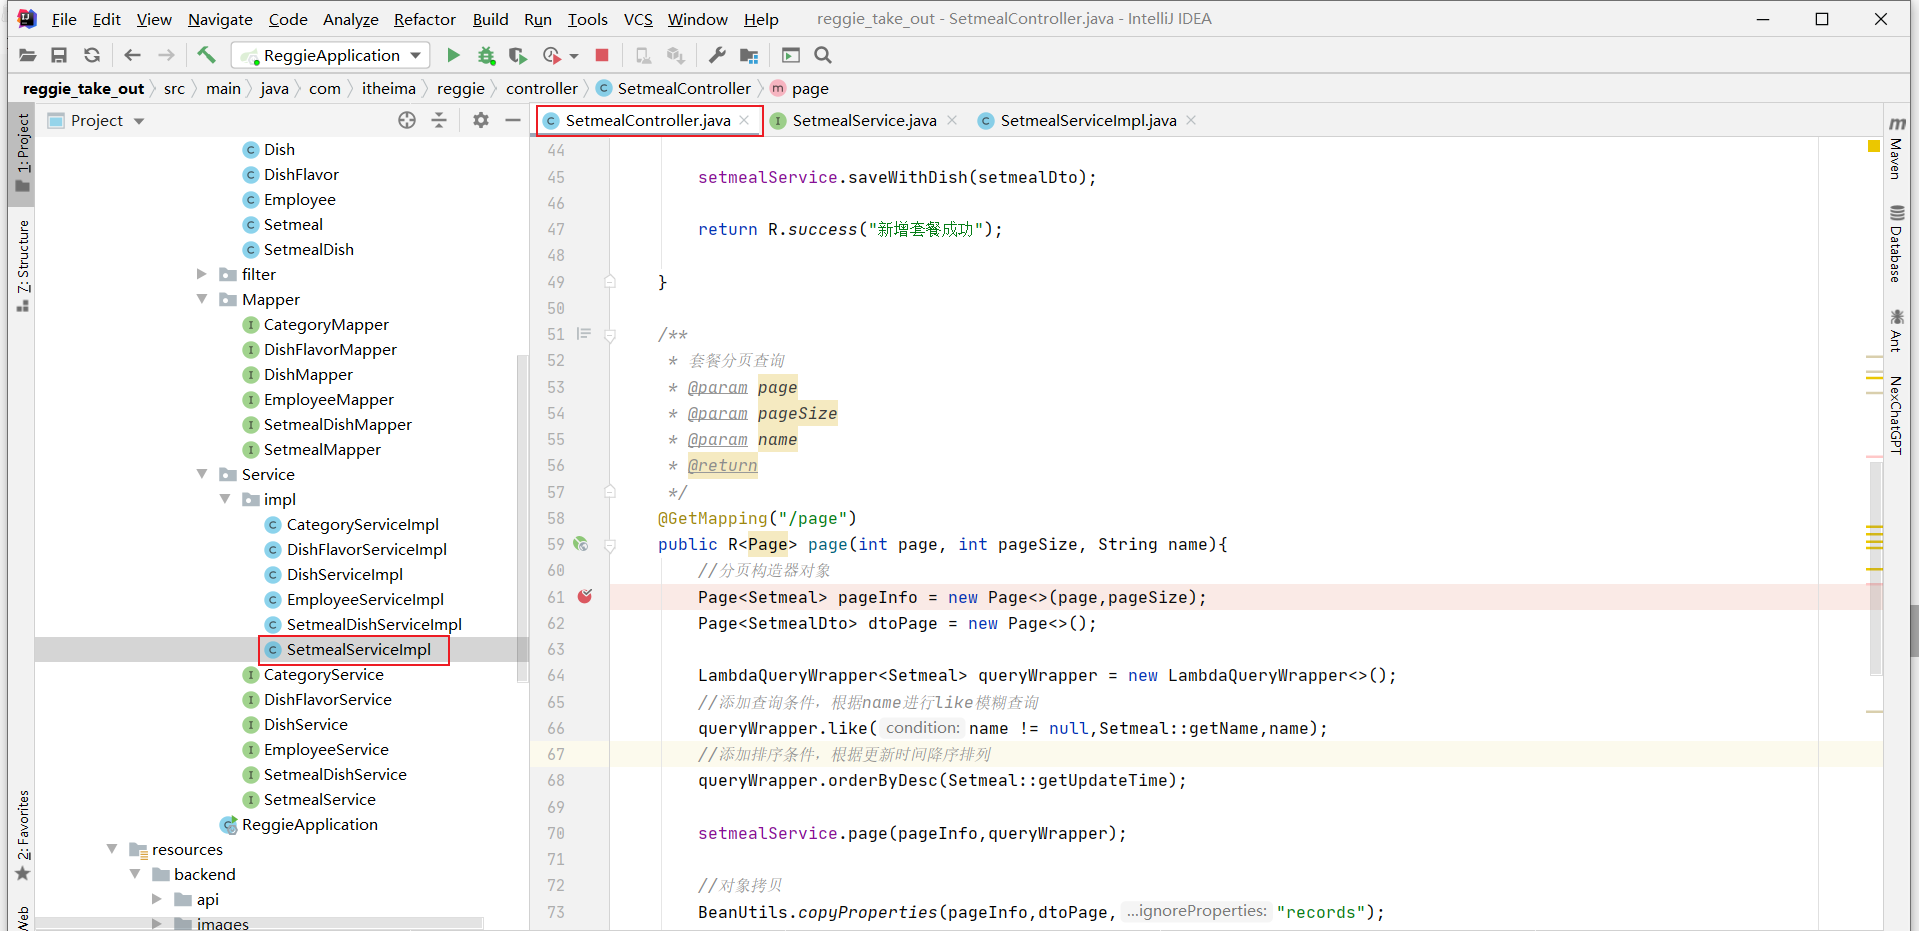 File Edit View Navigate Code Analyze Refactor Build Run Tools VCS Window Help reggie_take_out - SetmealController.java - IntelliJ IDEA
ReggieApplication
reggie_take_out src main java com itheima reggie controller SetmealController page
Project
SetmealController.java SetmealService.java SetmealServiceImpl.java
1: Project
7: Structure
2: Favorites
Web
Dish
DishFlavor
Employee
Setmeal
SetmealDish
filter
Mapper
CategoryMapper
DishFlavorMapper
DishMapper
EmployeeMapper
SetmealDishMapper
SetmealMapper
Service
impl
CategoryServiceImpl
DishFlavorServiceImpl
DishServiceImpl
EmployeeServiceImpl
SetmealDishServiceImpl
SetmealServiceImpl
CategoryService
DishFlavorService
DishService
EmployeeService
SetmealDishService
SetmealService
ReggieApplication
resources
backend
api
images
44
45 setmealService.saveWithDish(setmealDto);
46
47 return R.success("新增套餐成功");
48
49 }
50
51 /**
52 * 套餐分页查询
53 * @param page
54 * @param pageSize
55 * @param name
56 * @return
57 */
58 @GetMapping("/page")
59 public R<Page> page(int page, int pageSize, String name){
60 //分页构造器对象
61 Page<Setmeal> pageInfo = new Page<>(page,pageSize);
62 Page<SetmealDto> dtoPage = new Page<>();
63
64 LambdaQueryWrapper<Setmeal> queryWrapper = new LambdaQueryWrapper<>();
65 //添加查询条件，根据name进行like模糊查询
66 queryWrapper.like( condition: name != null,Setmeal::getName,name);
67 //添加排序条件，根据更新时间降序排列
68 queryWrapper.orderByDesc(Setmeal::getUpdateTime);
69
70 setmealService.page(pageInfo,queryWrapper);
71
72 //对象拷贝
73 BeanUtils.copyProperties(pageInfo,dtoPage, ...ignoreProperties: "records");
Maven
Database
Ant
NexChatGPT